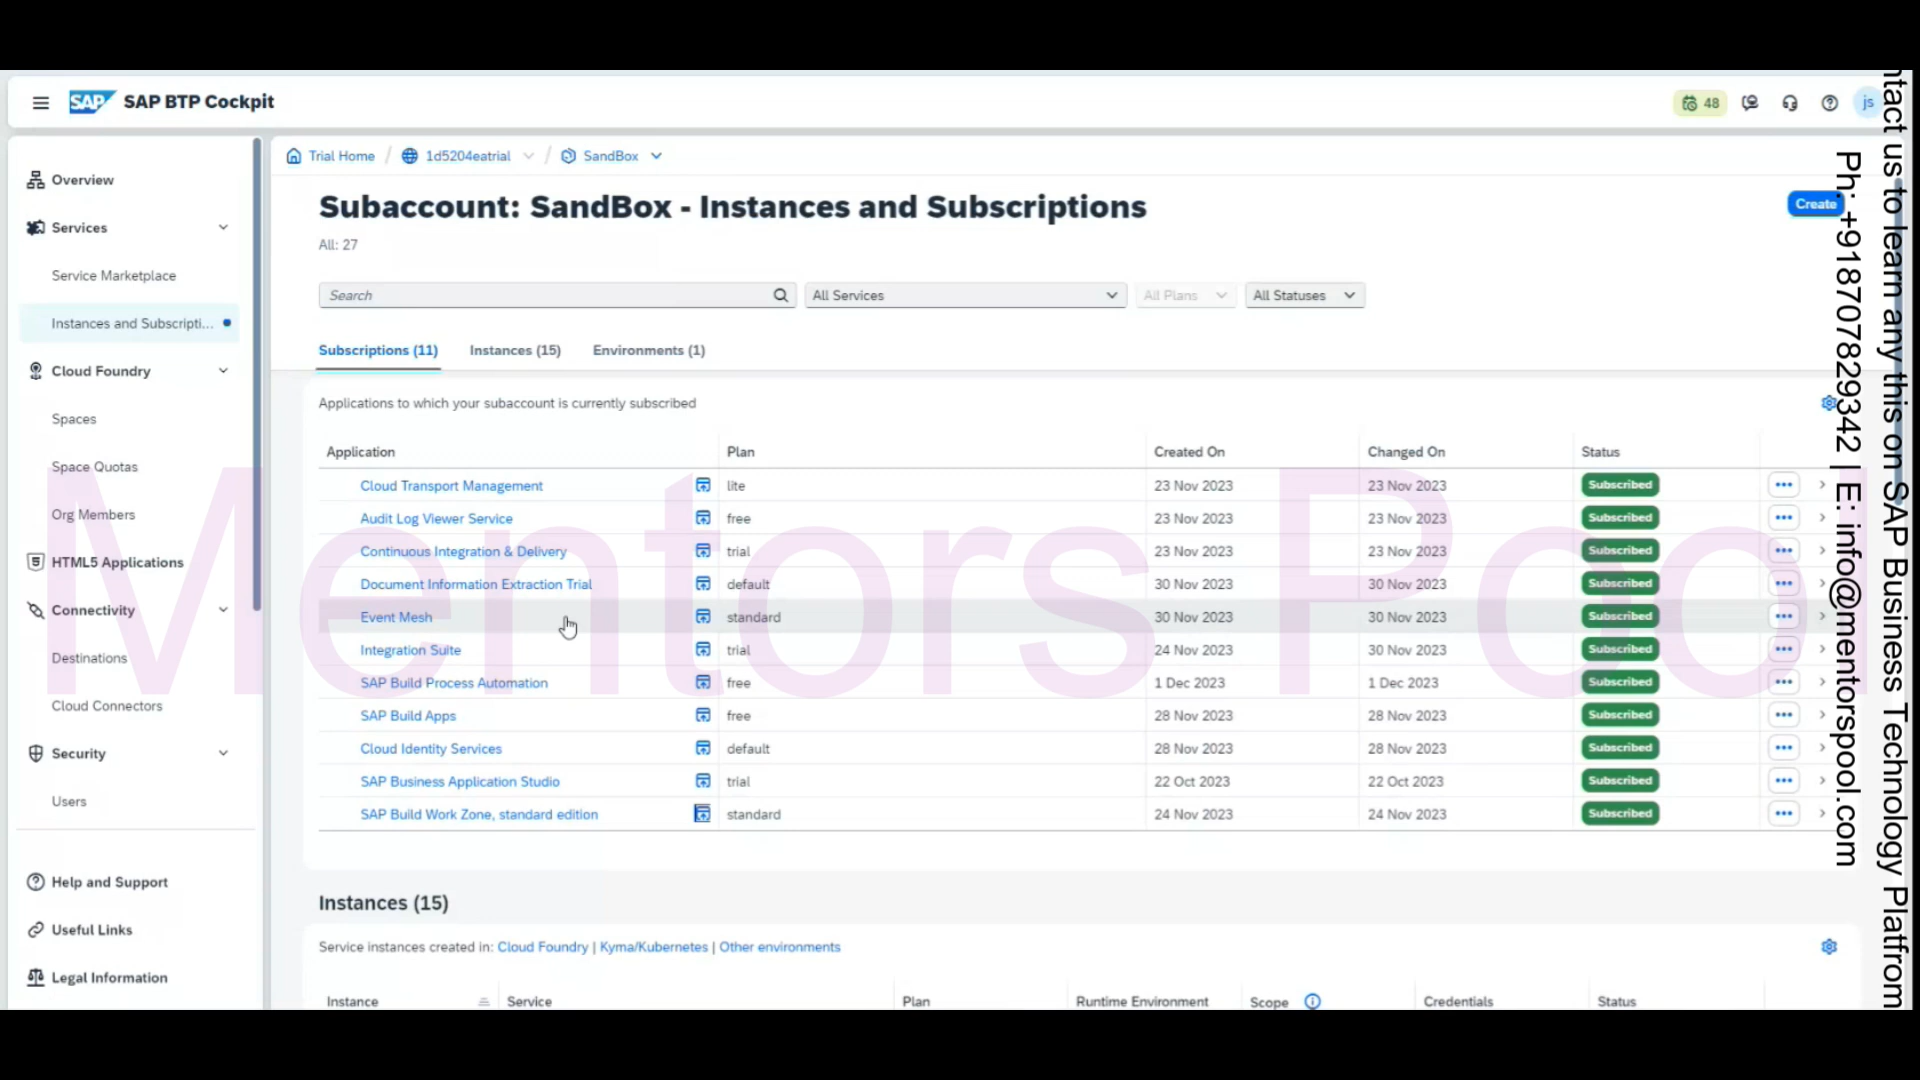 SAP SAP BTP Cockpit
48
js
Overview
Services
Service Marketplace
Instances and Subscripti...
Cloud Foundry
Spaces
Space Quotas
Org Members
HTML5 Applications
Connectivity
Destinations
Cloud Connectors
Security
Users
Help and Support
Useful Links
Legal Information
Trial Home / 1d5204eatrial / SandBox
Subaccount: SandBox - Instances and Subscriptions
Create
All: 27
Search
All Services
All Plans
All Statuses
Subscriptions (11) Instances (15) Environments (1)
Applications to which your subaccount is currently subscribed
Application Plan Created On Changed On Status
Cloud Transport Management lite 23 Nov 2023 23 Nov 2023 Subscribed
Audit Log Viewer Service free 23 Nov 2023 23 Nov 2023 Subscribed
Continuous Integration & Delivery trial 23 Nov 2023 23 Nov 2023 Subscribed
Document Information Extraction Trial default 30 Nov 2023 30 Nov 2023 Subscribed
Event Mesh standard 30 Nov 2023 30 Nov 2023 Subscribed
Integration Suite trial 24 Nov 2023 30 Nov 2023 Subscribed
SAP Build Process Automation free 1 Dec 2023 1 Dec 2023 Subscribed
SAP Build Apps free 28 Nov 2023 28 Nov 2023 Subscribed
Cloud Identity Services default 28 Nov 2023 28 Nov 2023 Subscribed
SAP Business Application Studio trial 22 Oct 2023 22 Oct 2023 Subscribed
SAP Build Work Zone, standard edition standard 24 Nov 2023 24 Nov 2023 Subscribed
Instances (15)
Service instances created in: Cloud Foundry | Kyma/Kubernetes | Other environments
Instance Service Plan Runtime Environment Scope Credentials Status
Mentors Pool
ntact us to learn any this on SAP Business Technology Platfrom
Ph: +918707829342 | E: info@mentorspool.com